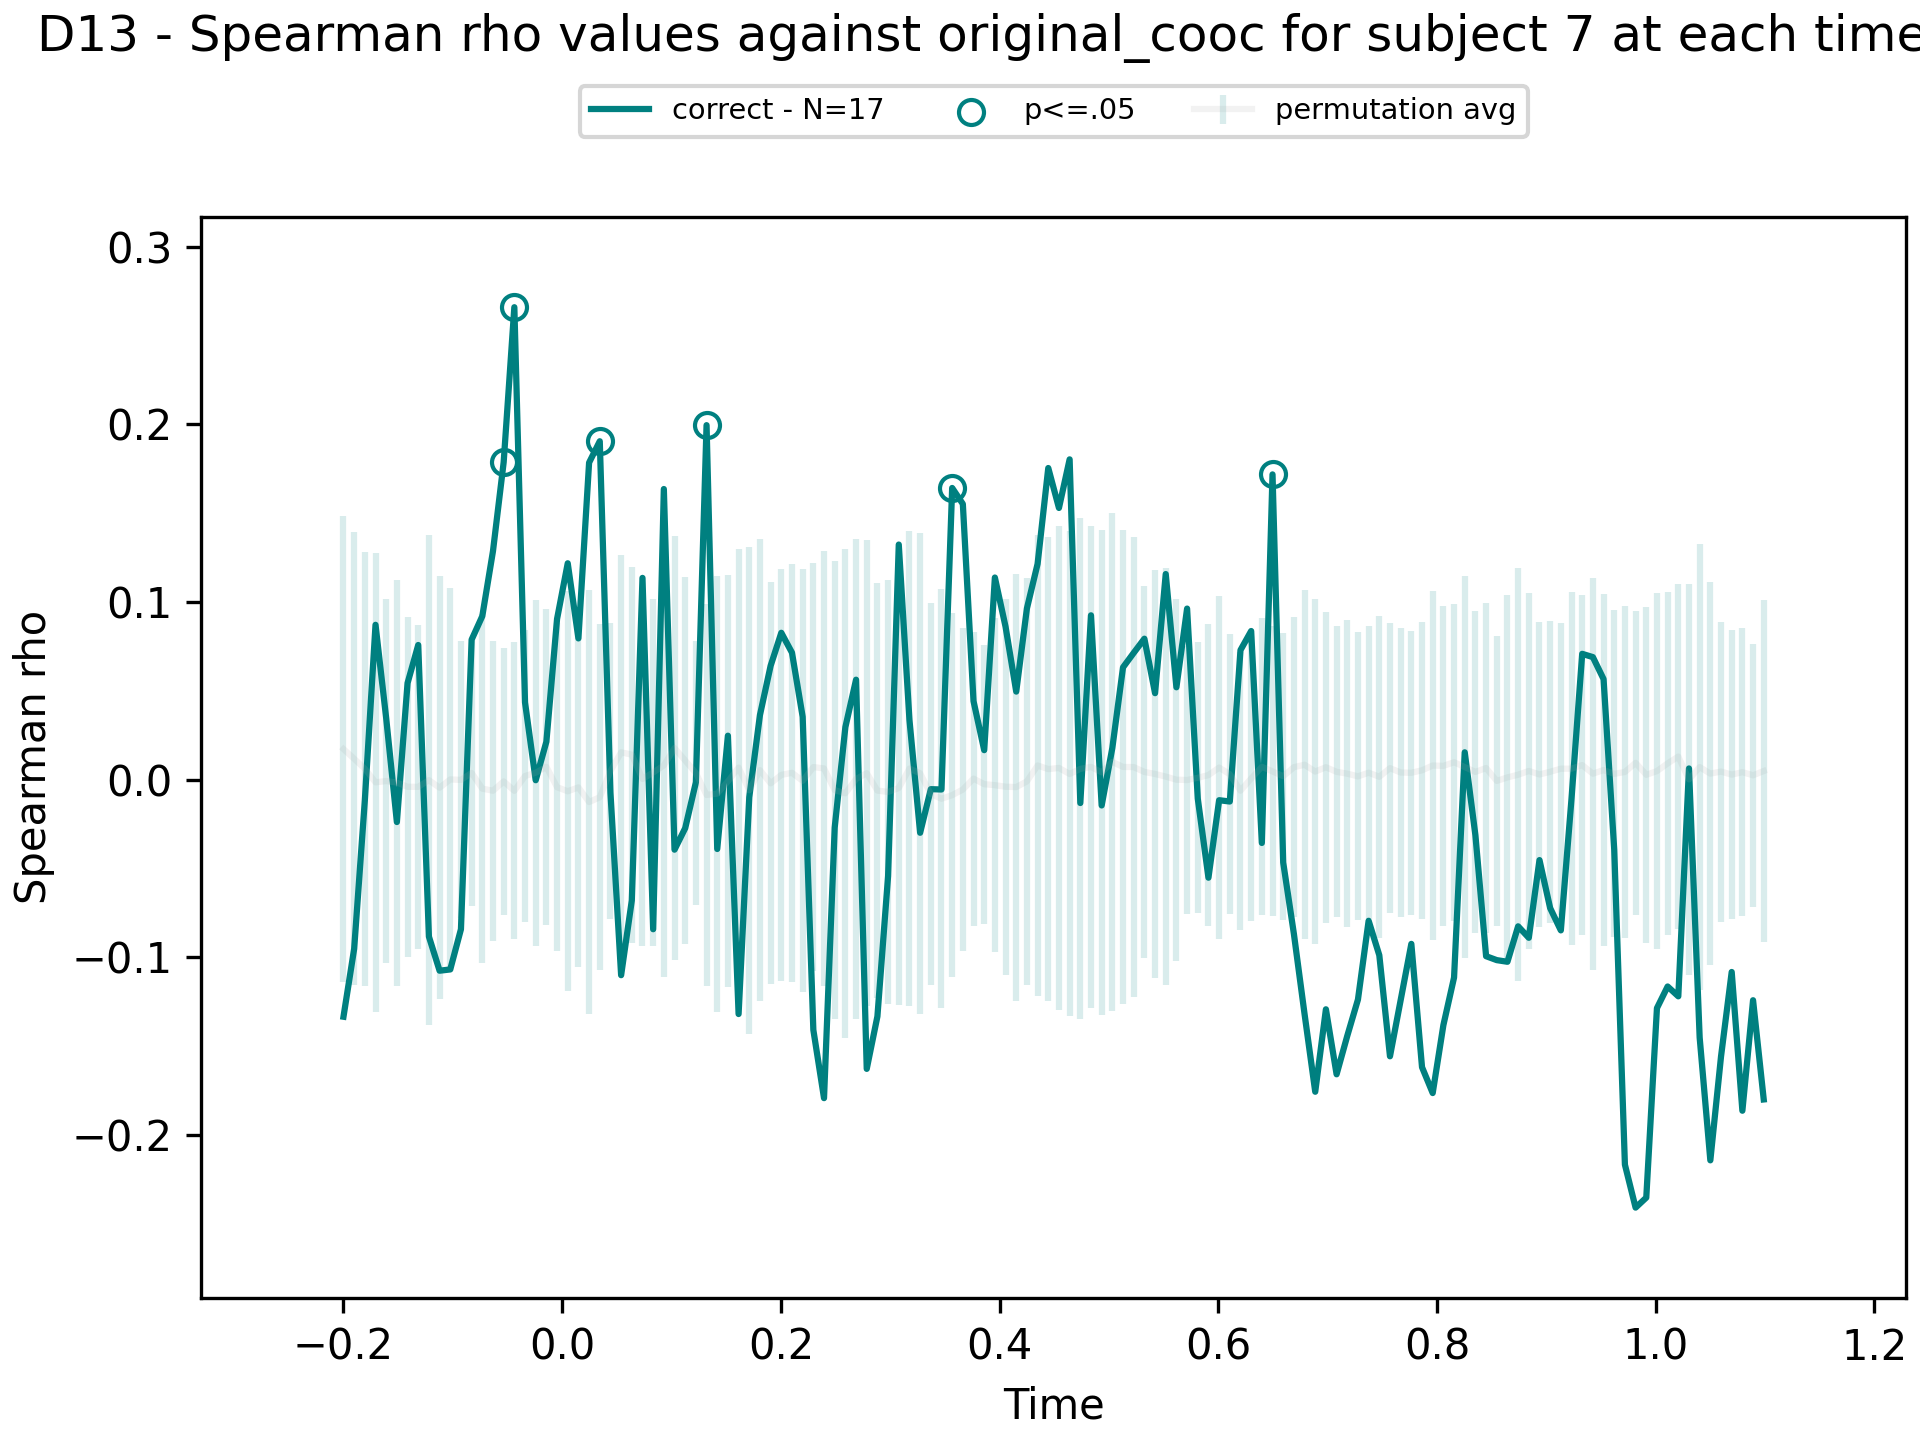 D13 - Spearman rho values against original_cooc for subject 7 at each time
correct - N=17 p<=.05 permutation avg
0.3
0.2
0.1
0.0
−0.1
−0.2
Spearman rho
−0.2 0.0 0.2 0.4 0.6 0.8 1.0 1.2
Time